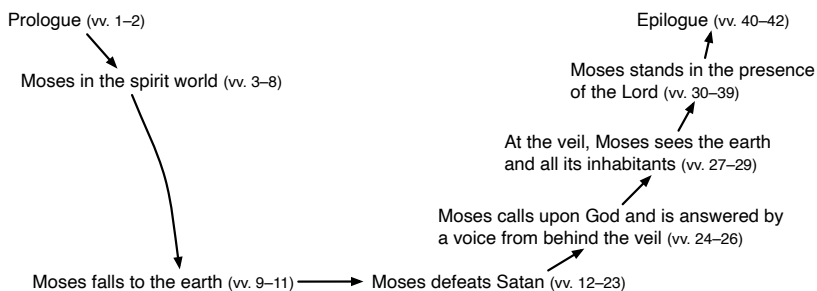 Prologue (vv. 1–2)
Moses in the spirit world (vv. 3–8)
Moses falls to the earth (vv. 9–11)
Moses defeats Satan (vv. 12–23)
Moses calls upon God and is answered by
a voice from behind the veil (vv. 24–26)
At the veil, Moses sees the earth
and all its inhabitants (vv. 27–29)
Moses stands in the presence
of the Lord (vv. 30–39)
Epilogue (vv. 40–42)